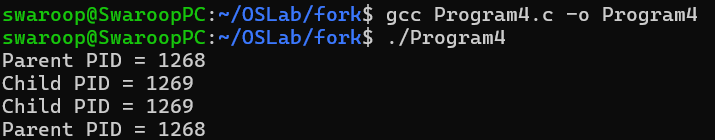 swaroop@SwaroopPC:~/OSLab/fork$ gcc Program4.c -o Program4
swaroop@SwaroopPC:~/OSLab/fork$ ./Program4
Parent PID = 1268
Child PID = 1269
Child PID = 1269
Parent PID = 1268